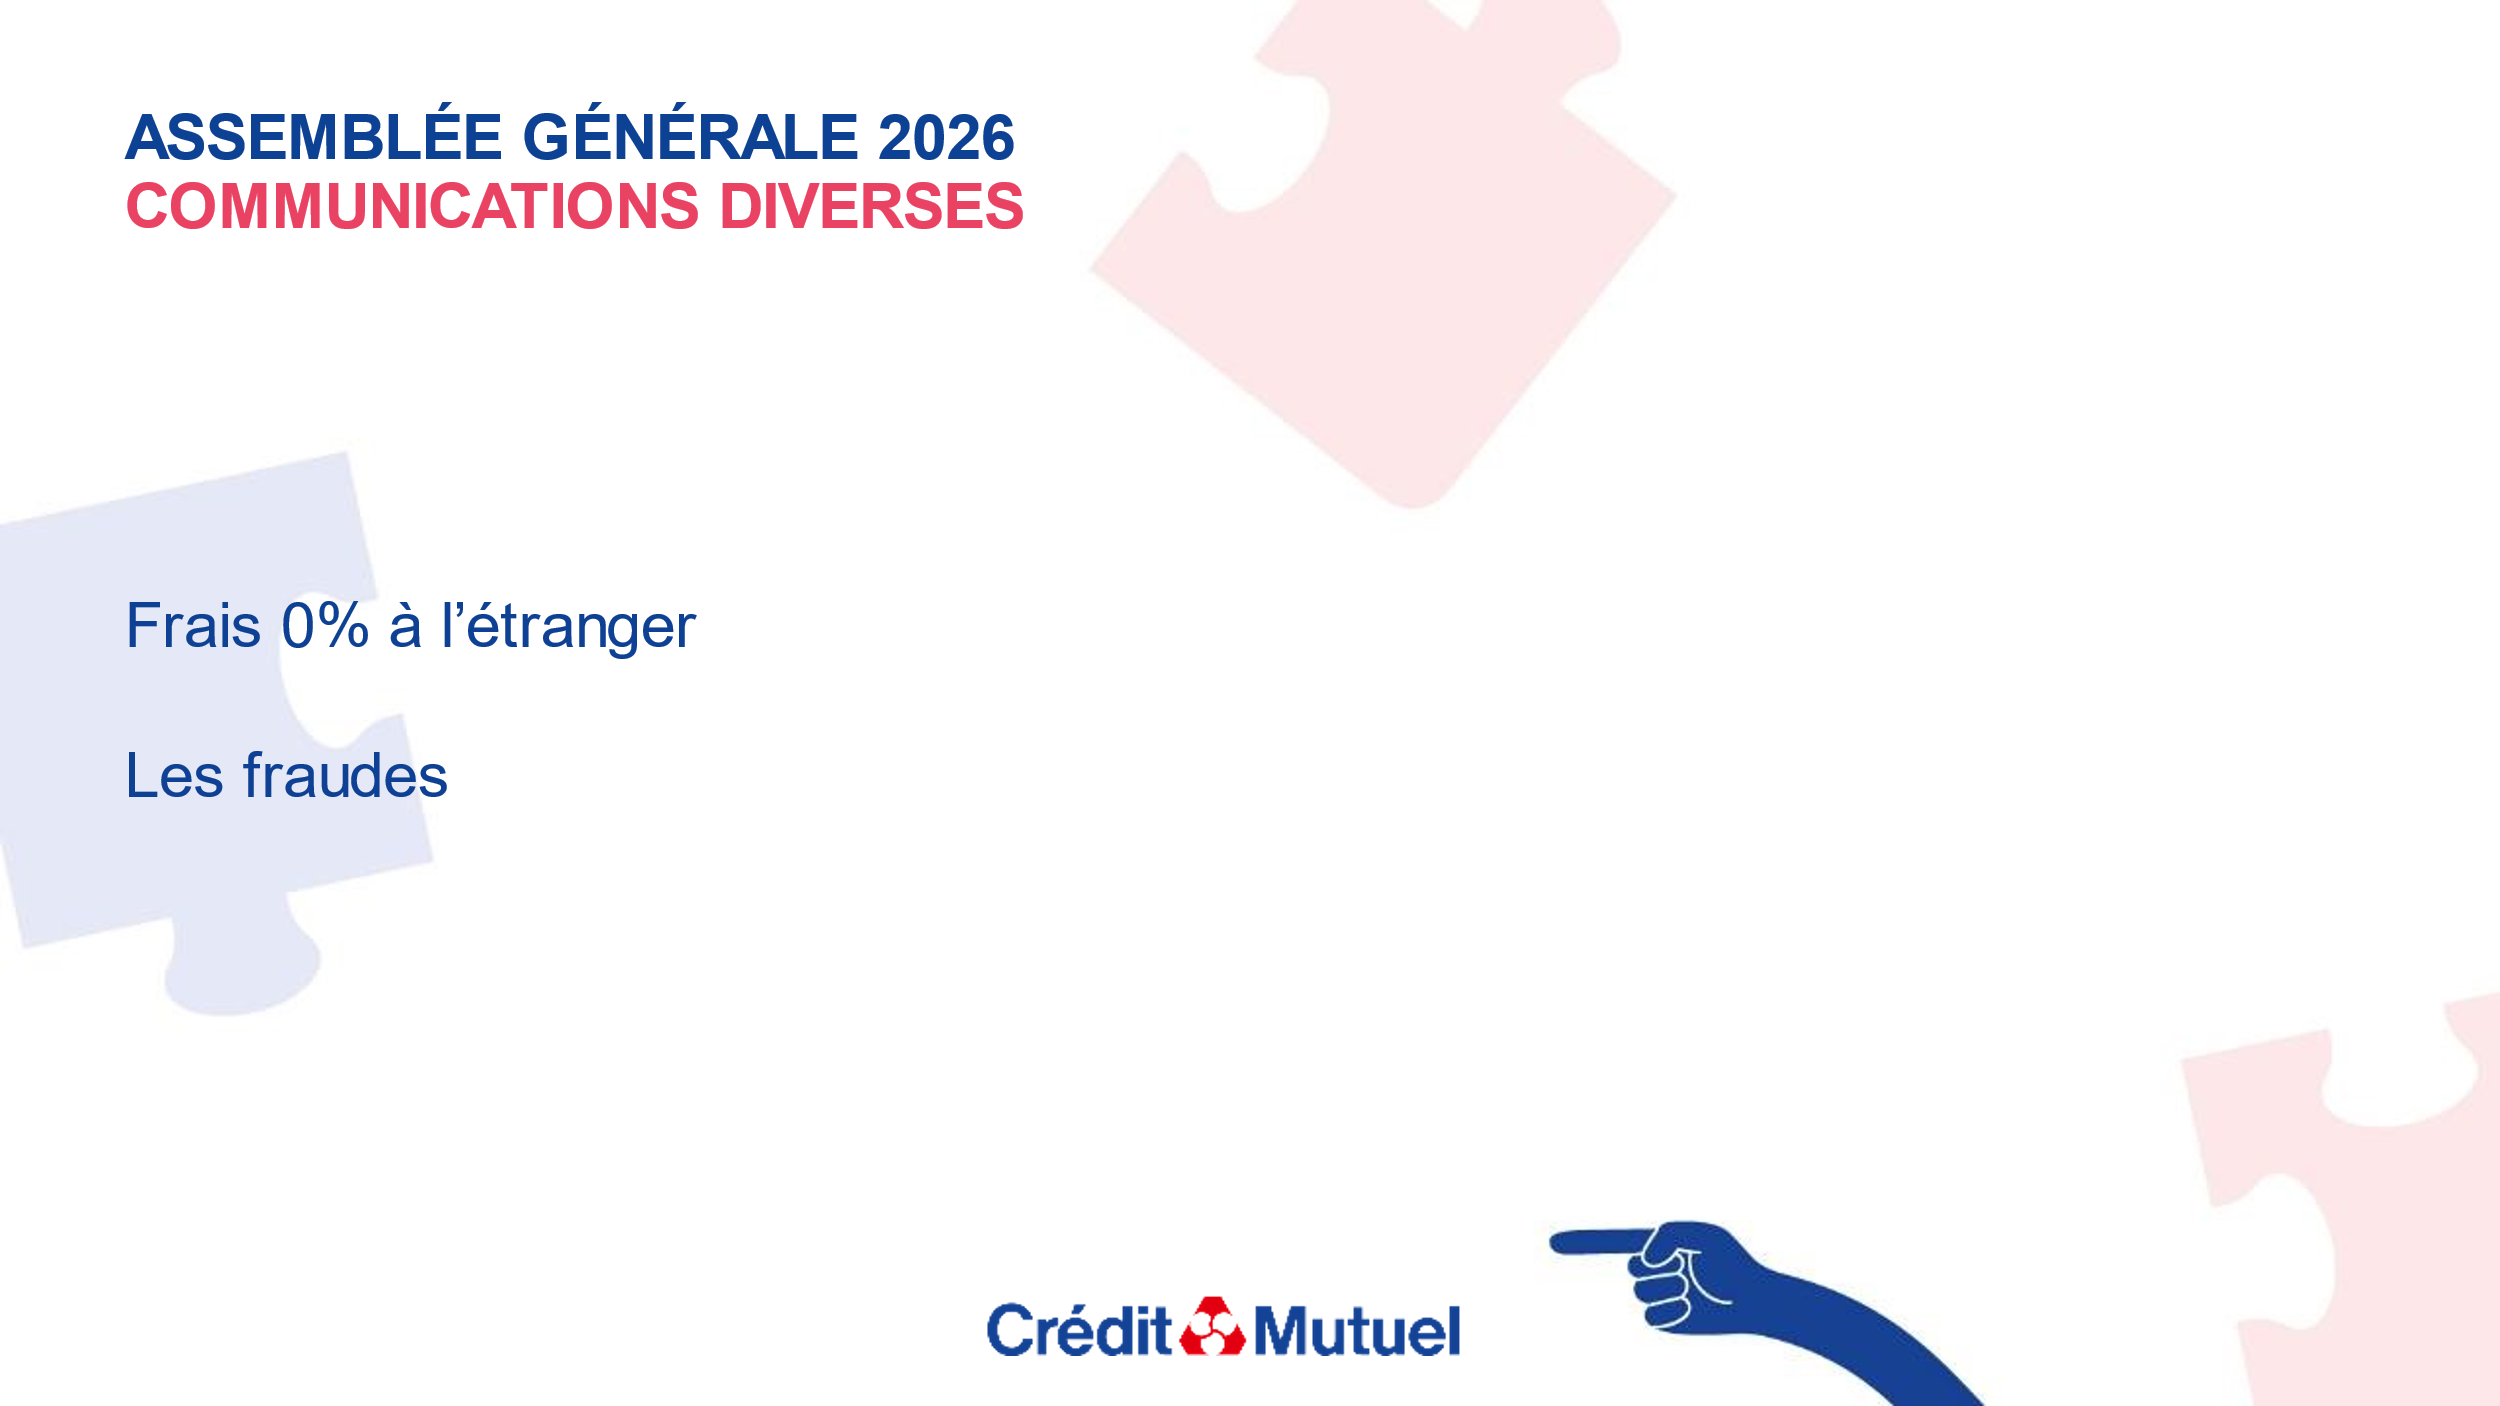 ASSEMBLÉE GÉNÉRALE 2026
COMMUNICATIONS DIVERSES
Frais 0% à l’étranger
Les fraudes
Crédit Mutuel